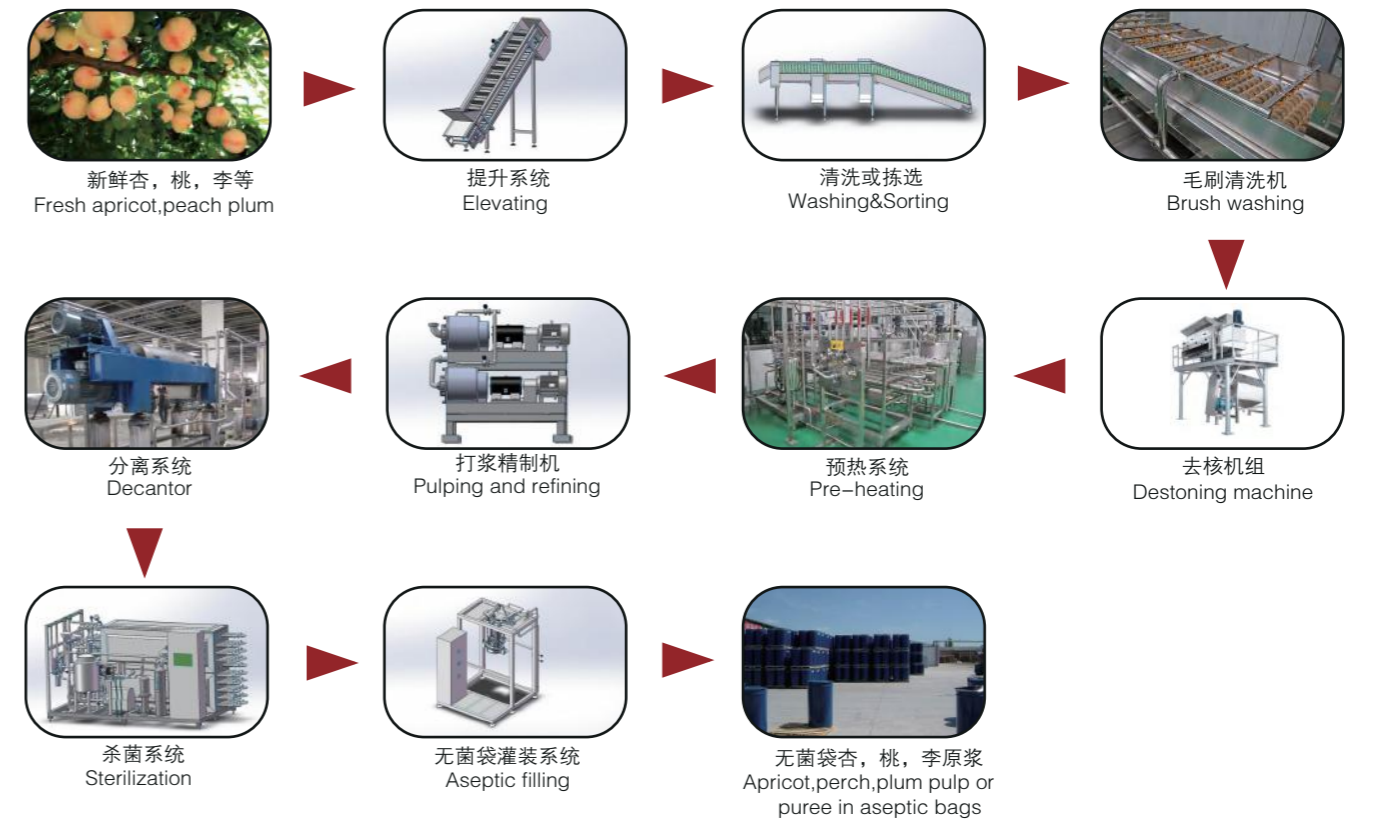 新鲜杏，桃，李等
Fresh apricot,peach plum
提升系统
Elevating
清洗或拣选
Washing&Sorting
毛刷清洗机
Brush washing
去核机组
Destoning machine
预热系统
Pre-heating
打浆精制机
Pulping and refining
分离系统
Decantor
杀菌系统
Sterilization
无菌袋灌装系统
Aseptic filling
无菌袋杏，桃，李原浆
Apricot,perch,plum pulp or
puree in aseptic bags